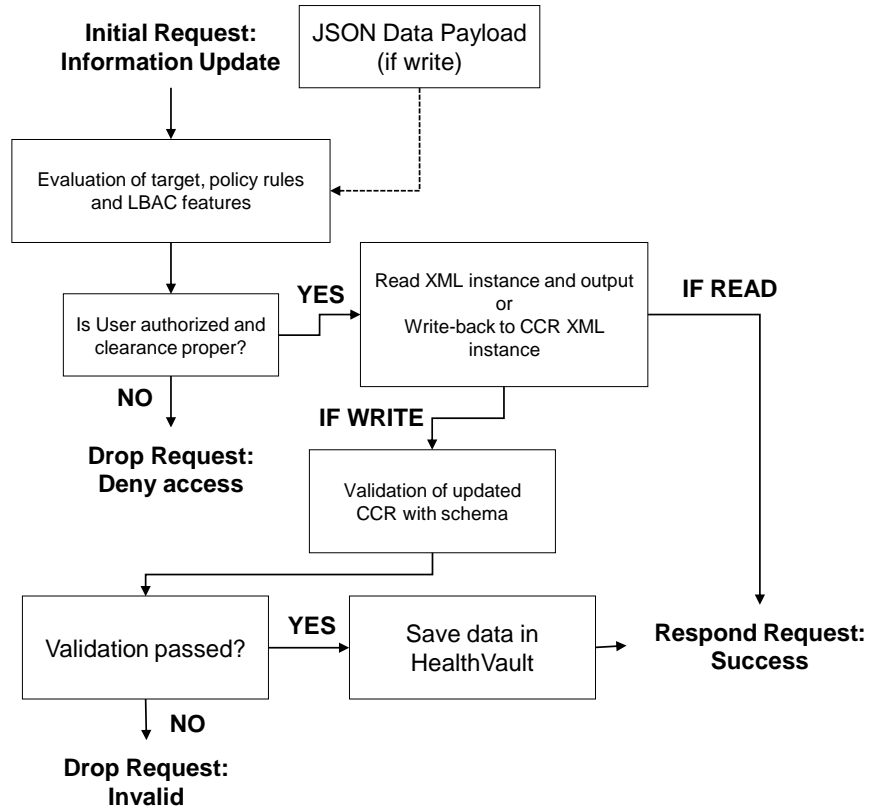 Initial Request:
Information Update
JSON Data Payload
(if write)
Evaluation of target, policy rules
and LBAC features
Is User authorized and
clearance proper?
YES
Read XML instance and output
or
Write-back to CCR XML
instance
IF READ
NO
IF WRITE
Drop Request:
Deny access
Validation of updated
CCR with schema
Validation passed?
YES
Save data in
HealthVault
Respond Request:
Success
NO
Drop Request:
Invalid